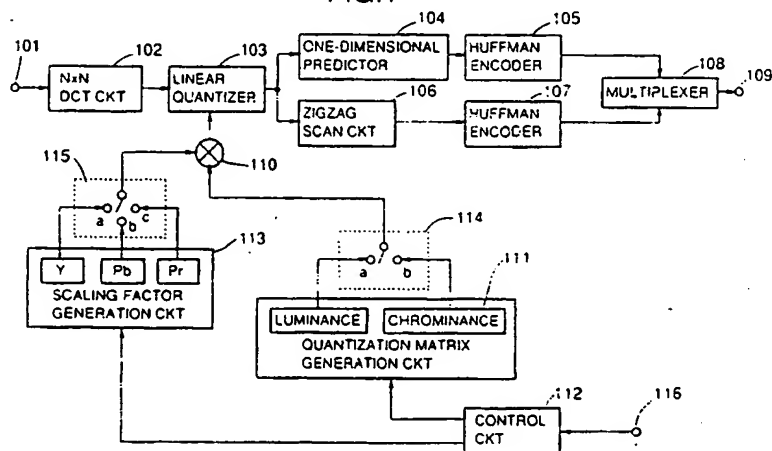 101
102
103
104
105
NxN
DCT CKT
LINEAR
QUANTIZER
ONE-DIMENSIONAL
PREDICTOR
HUFFMAN
ENCODER
108
109
MULTIPLEXER
106
107
ZIGZAG
SCAN CKT
HUFFMAN
ENCODER
110
115
a
b
c
113
114
a
b
111
Y
Pb
Pr
SCALING FACTOR
GENERATION CKT
LUMINANCE
CHROMINANCE
QUANTIZATION MATRIX
GENERATION CKT
112
116
CONTROL
CKT